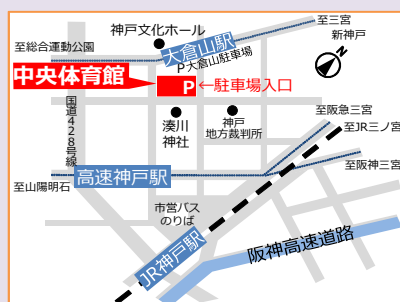 神戸文化ホール
至三宮
新神戸
至総合運動公園
大倉山駅
P大倉山駐車場
中央体育館
P
←駐車場入口
国道428号線
湊川
神社
神戸
地方裁判所
至阪急三宮
至JR三ノ宮
至阪神三宮
高速神戸駅
至山陽明石
市営バス
のりば
JR神戸駅
阪神高速道路